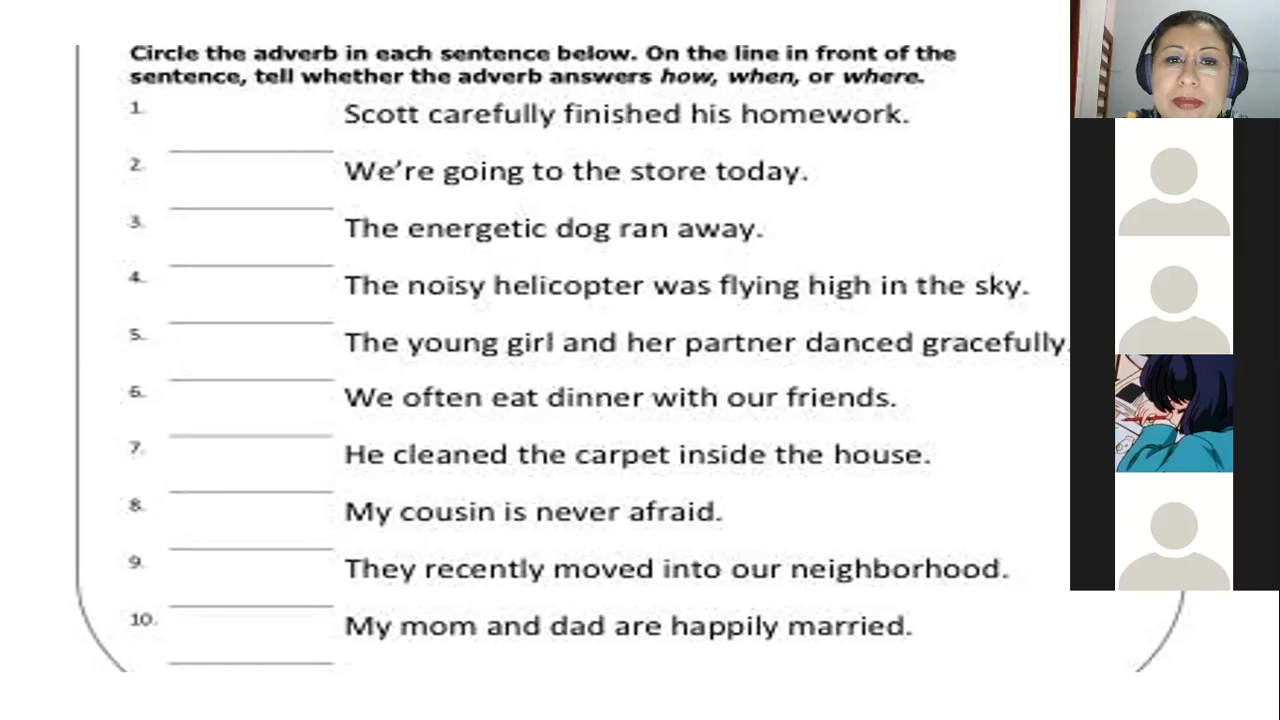 Circle the adverb in each sentence below. On the line in front of the
sentence, tell whether the adverb answers how, when, or where.
1. Scott carefully finished his homework.
2. We're going to the store today.
3. The energetic dog ran away.
4. The noisy helicopter was flying high in the sky.
5. The young girl and her partner danced gracefully.
6. We often eat dinner with our friends.
7. He cleaned the carpet inside the house.
8. My cousin is never afraid.
9. They recently moved into our neighborhood.
10. My mom and dad are happily married.